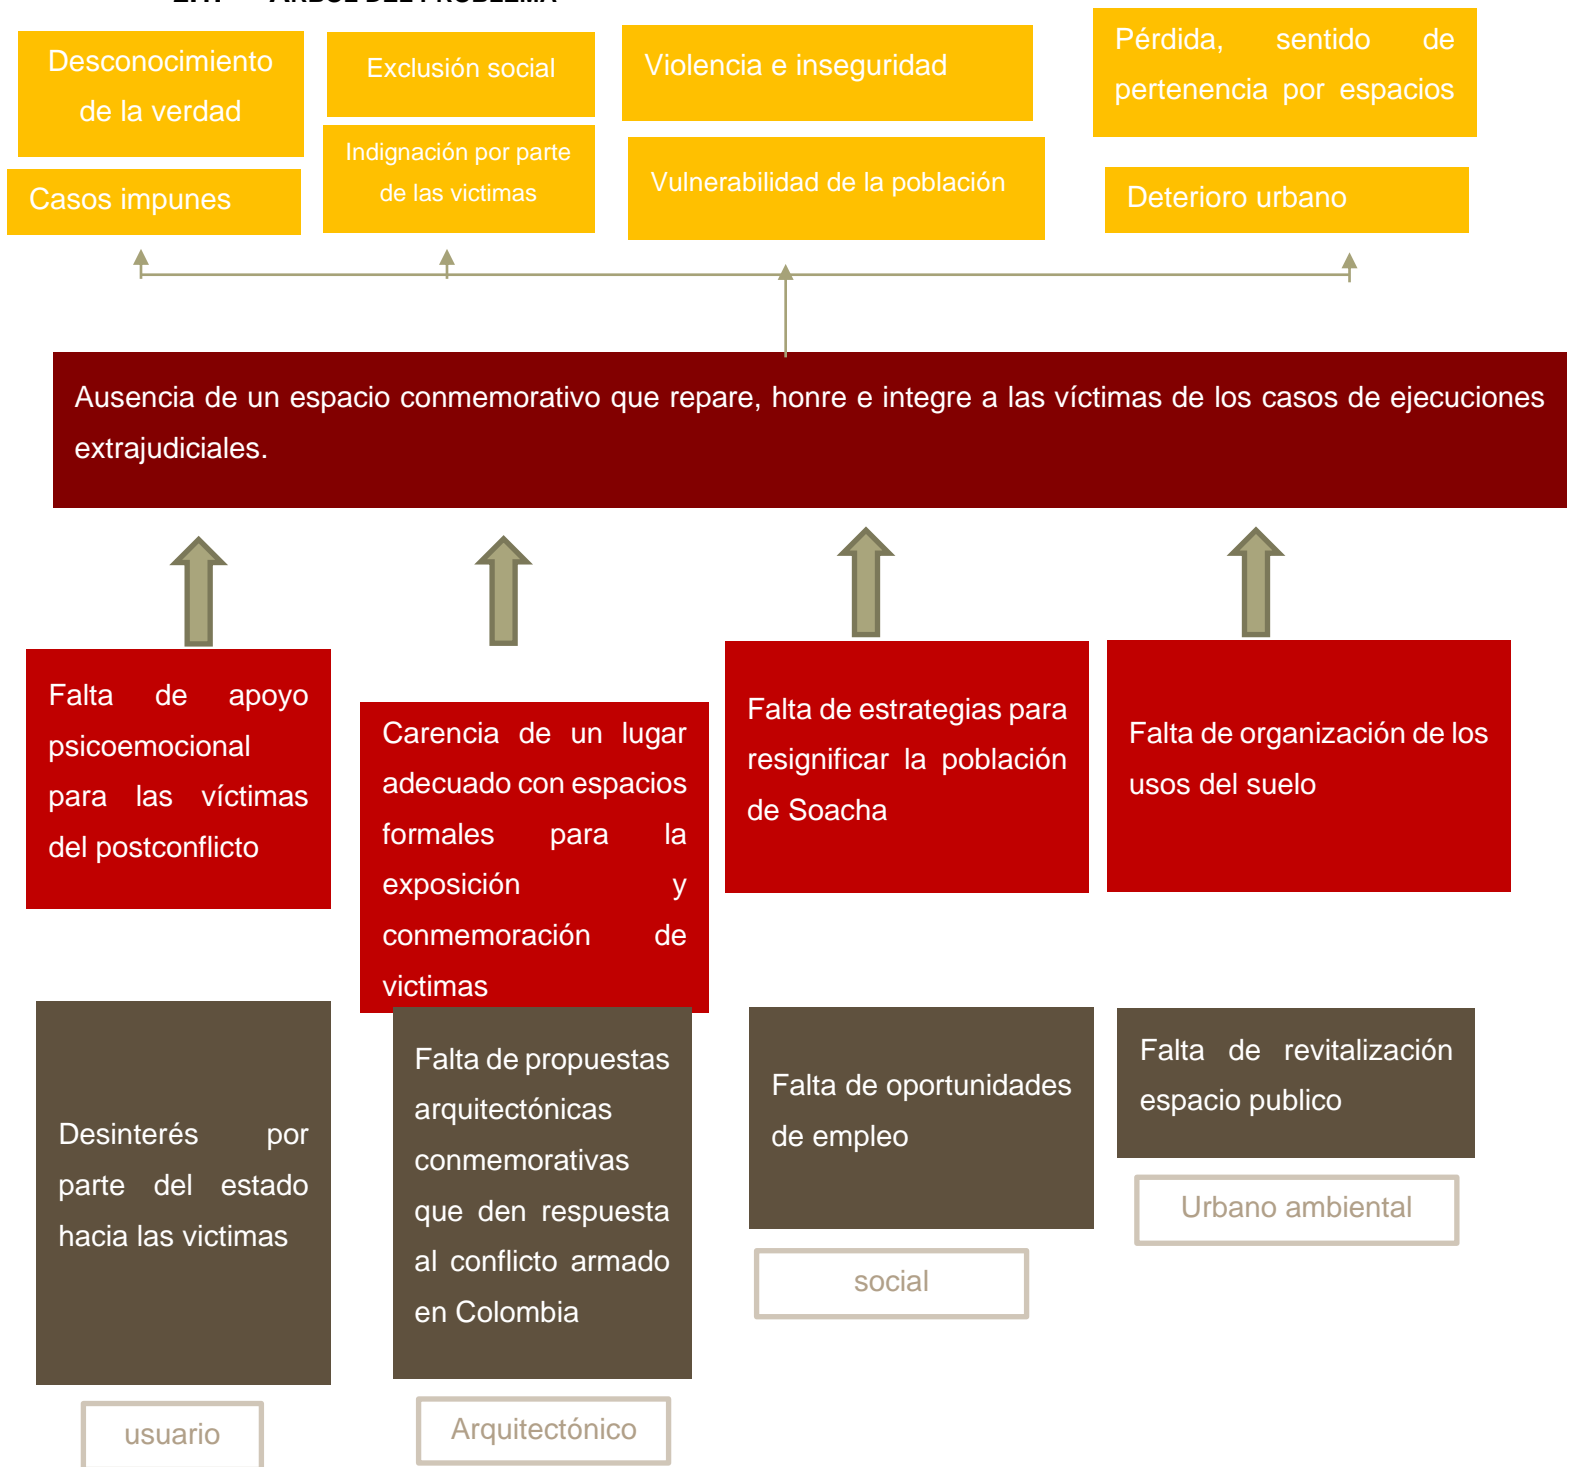 ÁRBOL DEL PROBLEMA
Desconocimiento
de la verdad
Exclusión social
Violencia e inseguridad
Pérdida, sentido de
pertenencia por espacios
Casos impunes
Indignación por parte
de las victimas
Vulnerabilidad de la población
Deterioro urbano
Ausencia de un espacio conmemorativo que repare, honre e integre a las víctimas de los casos de ejecuciones
extrajudiciales.
Falta de apoyo
psicoemocional
para las víctimas
del postconflicto
Carencia de un lugar
adecuado con espacios
formales para la
exposición y
conmemoración de
victimas
Falta de estrategias para
resignificar la población
de Soacha
Falta de organización de los
usos del suelo
Desinterés por
parte del estado
hacia las victimas
Falta de propuestas
arquitectónicas
conmemorativas
que den respuesta
al conflicto armado
en Colombia
Falta de oportunidades
de empleo
Falta de revitalización
espacio publico
usuario
Arquitectónico
social
Urbano ambiental